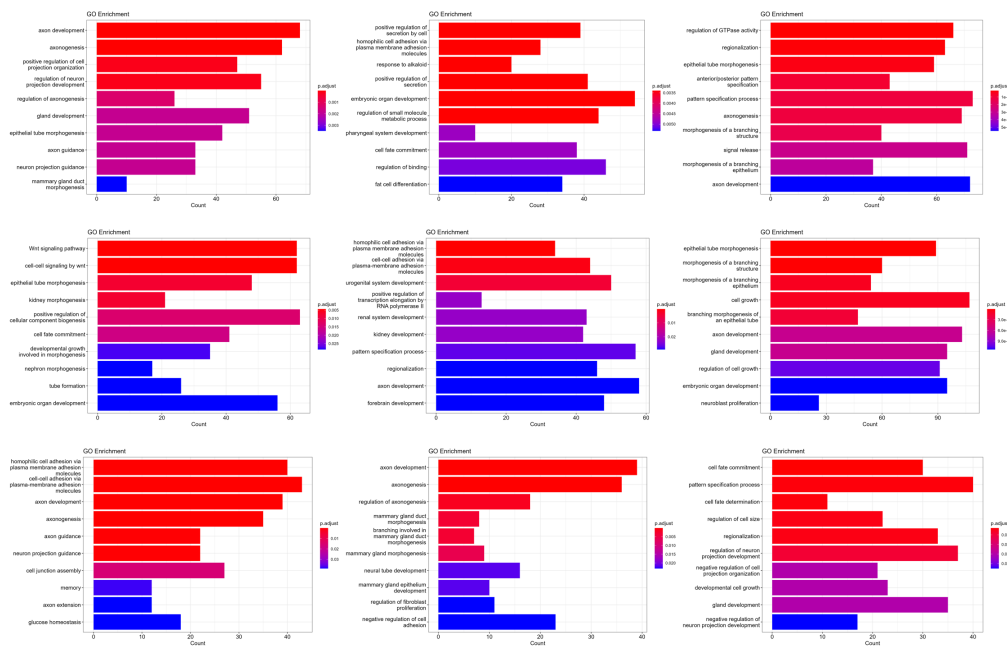 GO Enrichment
axon development
axonogenesis
positive regulation of cell
projection organization
regulation of neuron
projection development
regulation of axonogenesis
gland development
epithelial tube morphogenesis
axon guidance
neuron projection guidance
mammary gland duct
morphogenesis
0
20
40
60
Count
p.adjust
0.001
0.002
0.003
GO Enrichment
positive regulation of
secretion by cell
homophilic cell adhesion via
plasma membrane adhesion
molecules
response to alkaloid
positive regulation of
secretion
embryonic organ development
regulation of small molecule
metabolic process
pharyngeal system development
cell fate commitment
regulation of binding
fat cell differentiation
0
20
40
Count
p.adjust
0.0035
0.0040
0.0045
0.0050
GO Enrichment
regulation of GTPase activity
regionalization
epithelial tube morphogenesis
anterior/posterior pattern
specification
pattern specification process
axonogenesis
morphogenesis of a branching
structure
signal release
morphogenesis of a branching
epithelium
axon development
0
20
40
60
Count
p.adjust
GO Enrichment
Wnt signaling pathway
cell-cell signaling by wnt
epithelial tube morphogenesis
kidney morphogenesis
positive regulation of
cellular component biogenesis
cell fate commitment
developmental growth
involved in morphogenesis
nephron morphogenesis
tube formation
embryonic organ development
0
20
40
60
Count
p.adjust
0.005
0.010
0.015
0.020
0.025
GO Enrichment
homophilic cell adhesion via
plasma membrane adhesion
molecules
cell-cell adhesion via
plasma-membrane adhesion
molecules
urogenital system development
positive regulation of
transcription elongation by
RNA polymerase II
renal system development
kidney development
pattern specification process
regionalization
axon development
forebrain development
0
10
20
30
40
50
60
Count
p.adjust
0.01
0.02
GO Enrichment
epithelial tube morphogenesis
morphogenesis of a branching
structure
morphogenesis of a branching
epithelium
cell growth
branching morphogenesis of
an epithelial tube
axon development
gland development
regulation of cell growth
embryonic organ development
neuroblast proliferation
0
30
60
90
Count
p.adjust
GO Enrichment
homophilic cell adhesion via
plasma membrane adhesion
molecules
cell-cell adhesion via
plasma-membrane adhesion
molecules
axon development
axonogenesis
axon guidance
neuron projection guidance
cell junction assembly
memory
axon extension
glucose homeostasis
0
10
20
30
40
Count
p.adjust
0.01
0.02
0.03
GO Enrichment
axon development
axonogenesis
regulation of axonogenesis
mammary gland duct
morphogenesis
branching involved in
mammary gland duct
morphogenesis
mammary gland morphogenesis
neural tube development
mammary gland epithelium
development
regulation of fibroblast
proliferation
negative regulation of cell
adhesion
0
10
20
30
40
Count
p.adjust
0.005
0.010
0.015
0.020
GO Enrichment
cell fate commitment
pattern specification process
cell fate determination
regulation of cell size
regionalization
regulation of neuron
projection development
negative regulation of cell
projection organization
developmental cell growth
gland development
negative regulation of
neuron projection development
0
10
20
30
40
Count
p.adjust